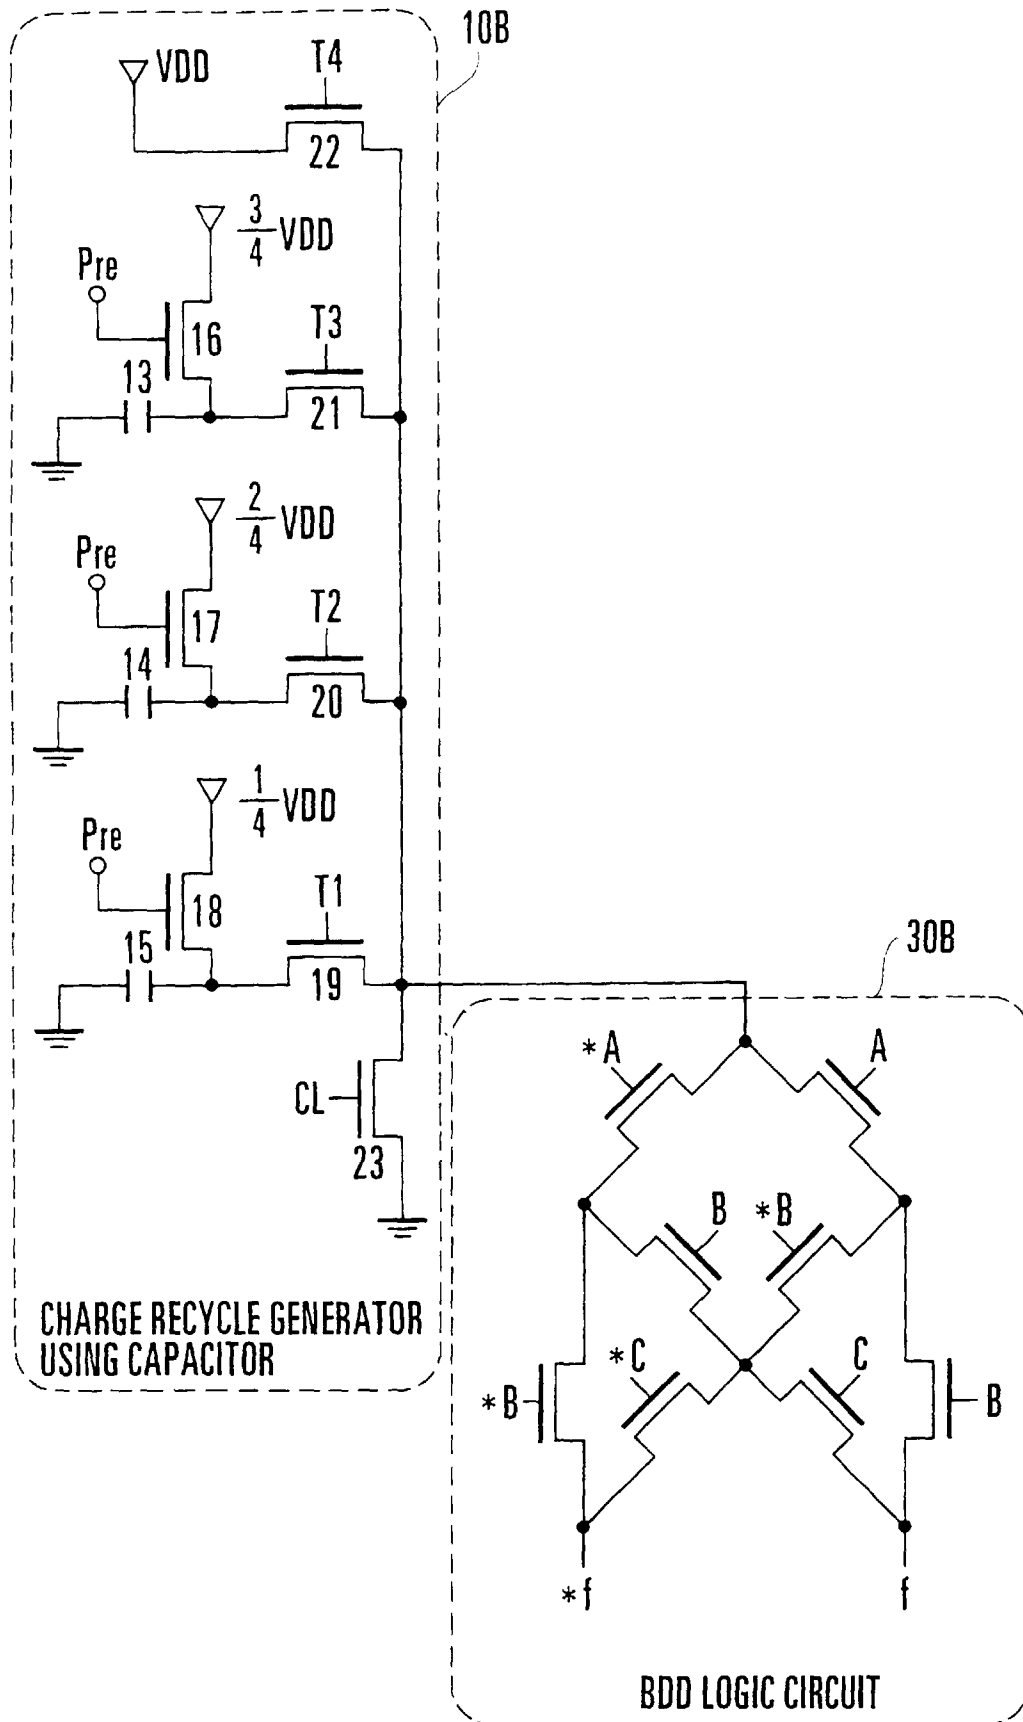 10B
VDD
T4
22
3/4 VDD
Pre
16
T3
13
21
2/4 VDD
Pre
17
T2
14
20
1/4 VDD
Pre
18
T1
15
19
30B
*A
A
CL
23
B
*B
CHARGE RECYCLE GENERATOR
USING CAPACITOR
*C
C
*B
B
*f
f
BDD LOGIC CIRCUIT